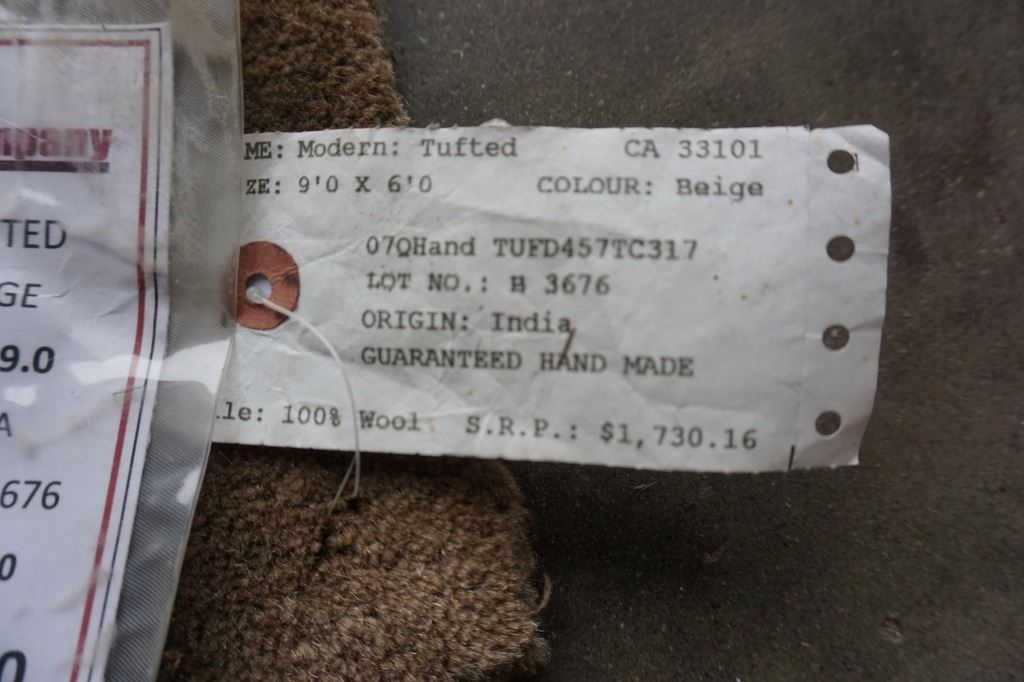 mpany
TED
GE
9.0
A
676
0
0
ME: Modern: Tufted CA 33101
ZE: 9'0 X 6'0 COLOUR: Beige
07QHand TUFD457TC317
LOT NO.: H 3676
ORIGIN: India
GUARANTEED HAND MADE
le: 100% Wool S.R.P.: $1,730.16